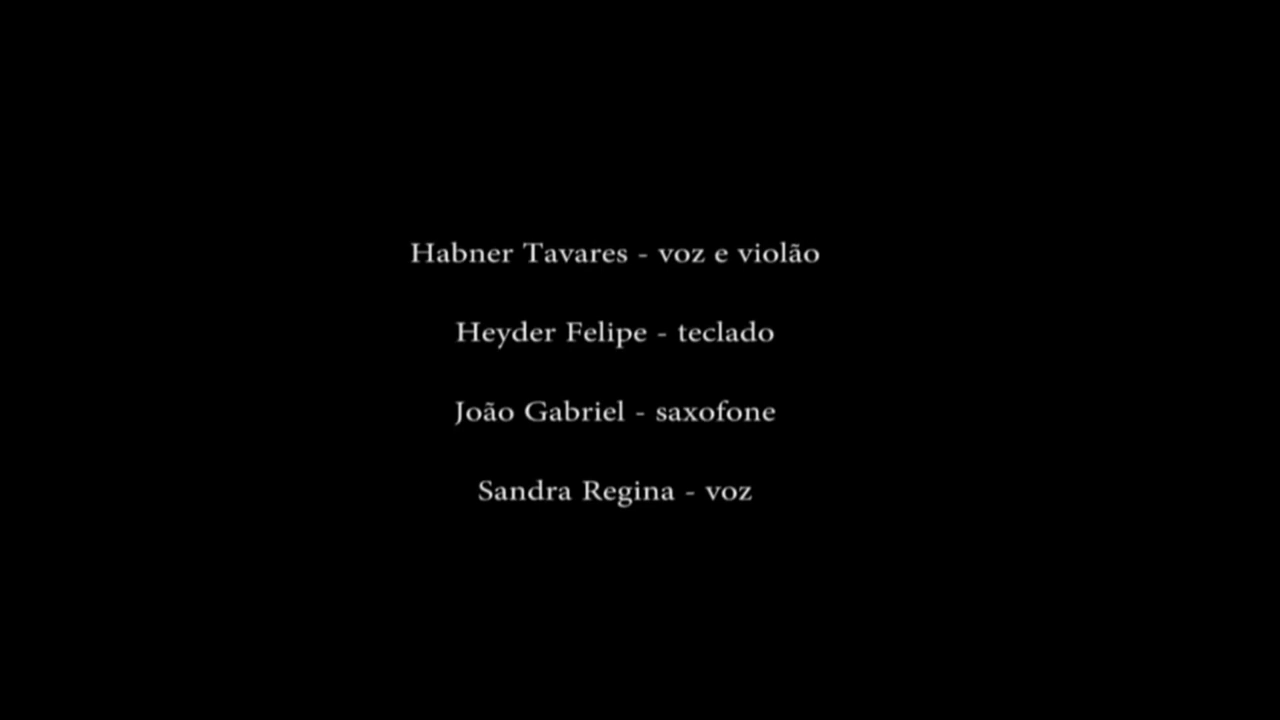 Habner Tavares - voz e violão
Heyder Felipe - teclado
João Gabriel - saxofone
Sandra Regina - voz